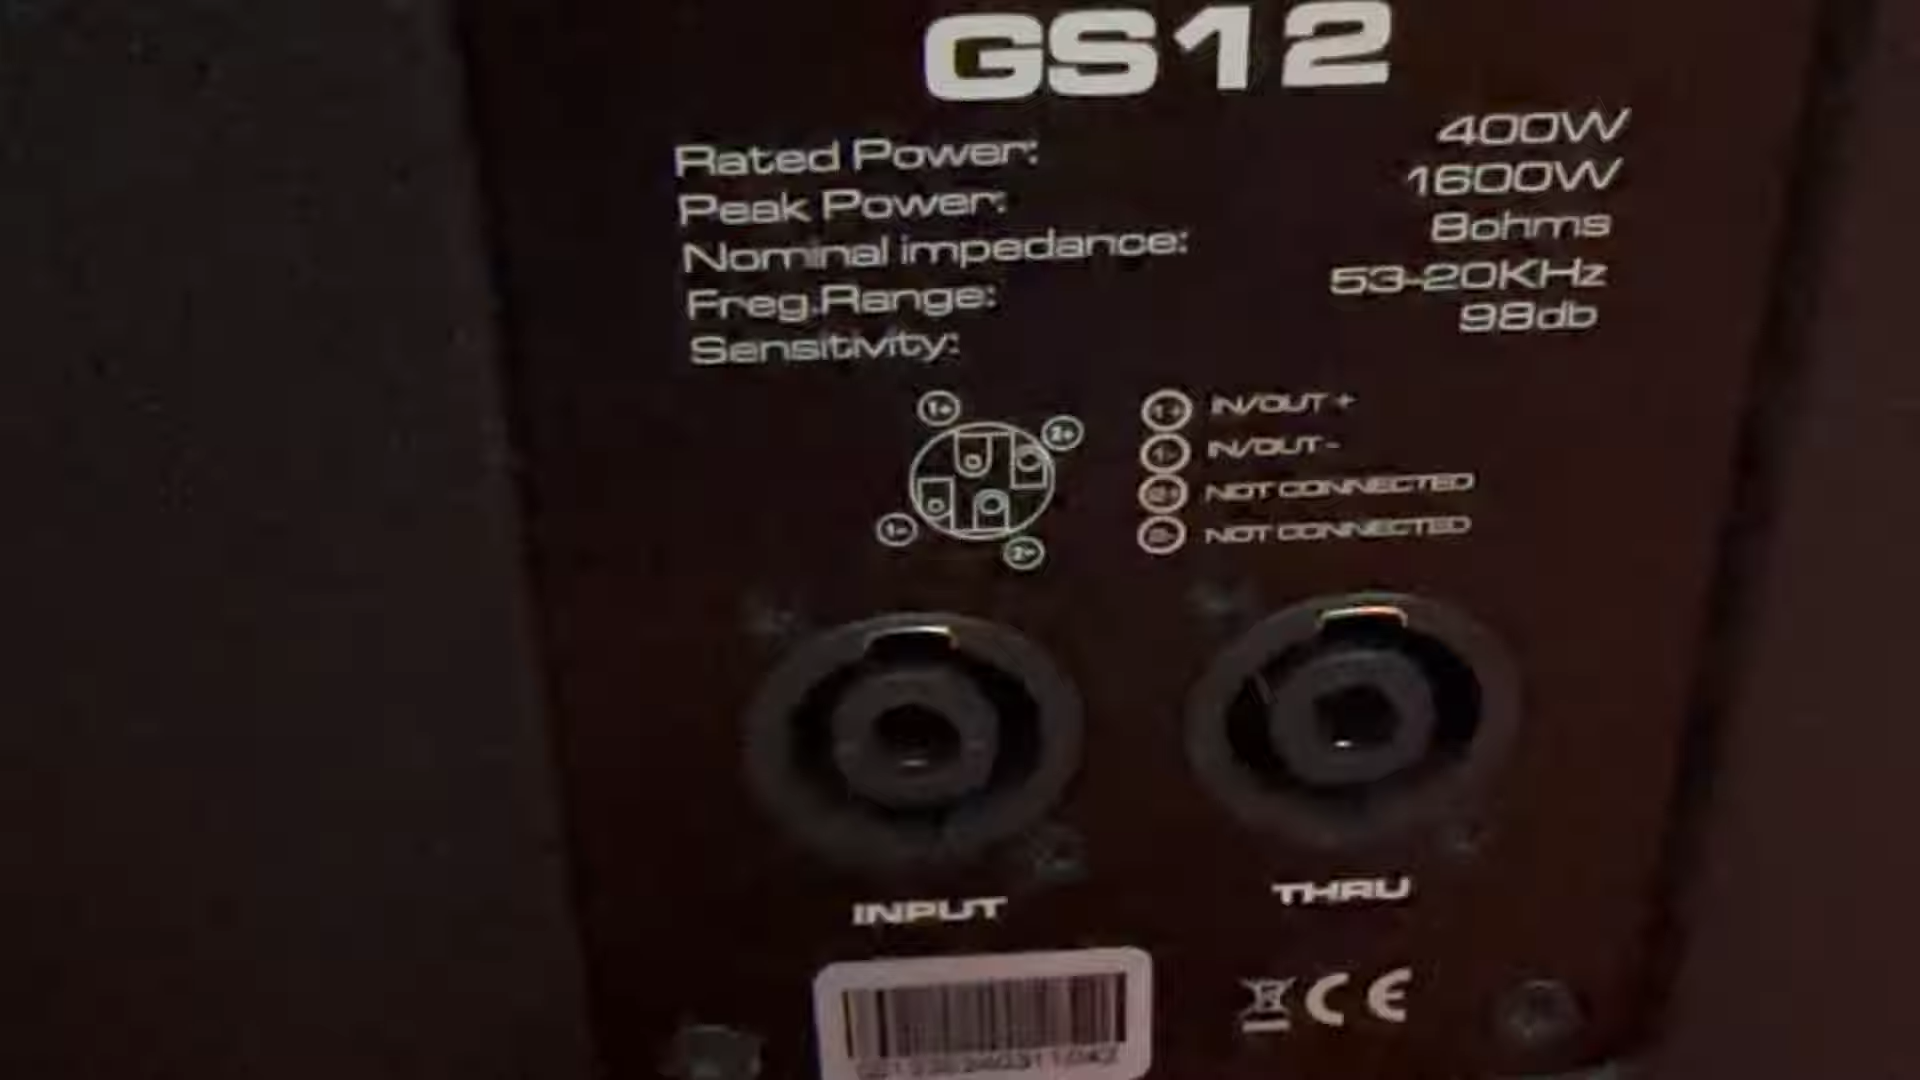 GS12
Rated Power: 400W
Peak Power: 1600W
Nominal impedance: 8ohms
Freq.Range: 53-20KHz
Sensitivity: 98db
1+ 2+
1+ IN/OUT +
1- IN/OUT-
2+ NOT CONNECTED
2- NOT CONNECTED
1-
INPUT THRU
CE